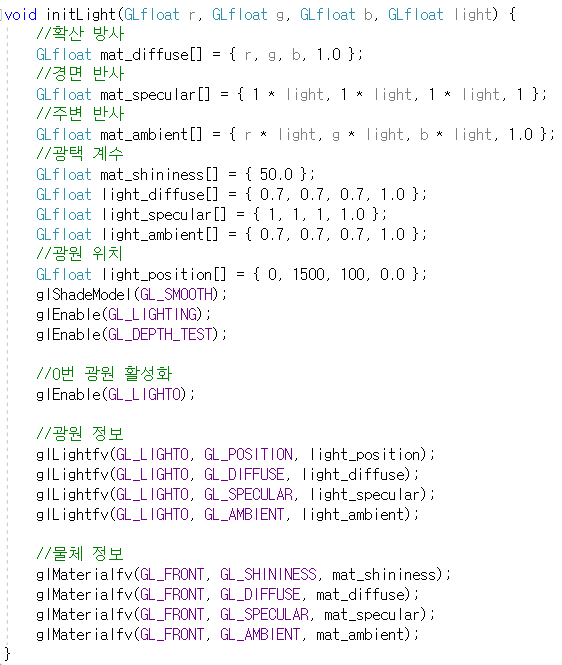 void initLight(GLfloat r, GLfloat g, GLfloat b, GLfloat light) {
//확산 방사
GLfloat mat_diffuse[] = { r, g, b, 1.0 };
//경면 반사
GLfloat mat_specular[] = { 1 * light, 1 * light, 1 * light, 1 };
//주변 반사
GLfloat mat_ambient[] = { r * light, g * light, b * light, 1.0 };
//광택 계수
GLfloat mat_shininess[] = { 50.0 };
GLfloat light_diffuse[] = { 0.7, 0.7, 0.7, 1.0 };
GLfloat light_specular[] = { 1, 1, 1, 1.0 };
GLfloat light_ambient[] = { 0.7, 0.7, 0.7, 1.0 };
//광원 위치
GLfloat light_position[] = { 0, 1500, 100, 0.0 };
glShadeModel(GL_SMOOTH);
glEnable(GL_LIGHTING);
glEnable(GL_DEPTH_TEST);
//0번 광원 활성화
glEnable(GL_LIGHT0);
//광원 정보
glLightfv(GL_LIGHT0, GL_POSITION, light_position);
glLightfv(GL_LIGHT0, GL_DIFFUSE, light_diffuse);
glLightfv(GL_LIGHT0, GL_SPECULAR, light_specular);
glLightfv(GL_LIGHT0, GL_AMBIENT, light_ambient);
//물체 정보
glMaterialfv(GL_FRONT, GL_SHININESS, mat_shininess);
glMaterialfv(GL_FRONT, GL_DIFFUSE, mat_diffuse);
glMaterialfv(GL_FRONT, GL_SPECULAR, mat_specular);
glMaterialfv(GL_FRONT, GL_AMBIENT, mat_ambient);
}